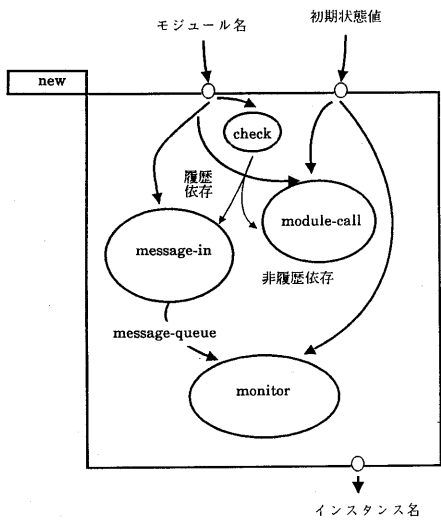 モジュール名
初期状態値
new
check
履歴
依存
module-call
message-in
非履歴依存
message-queue
monitor
インスタンス名